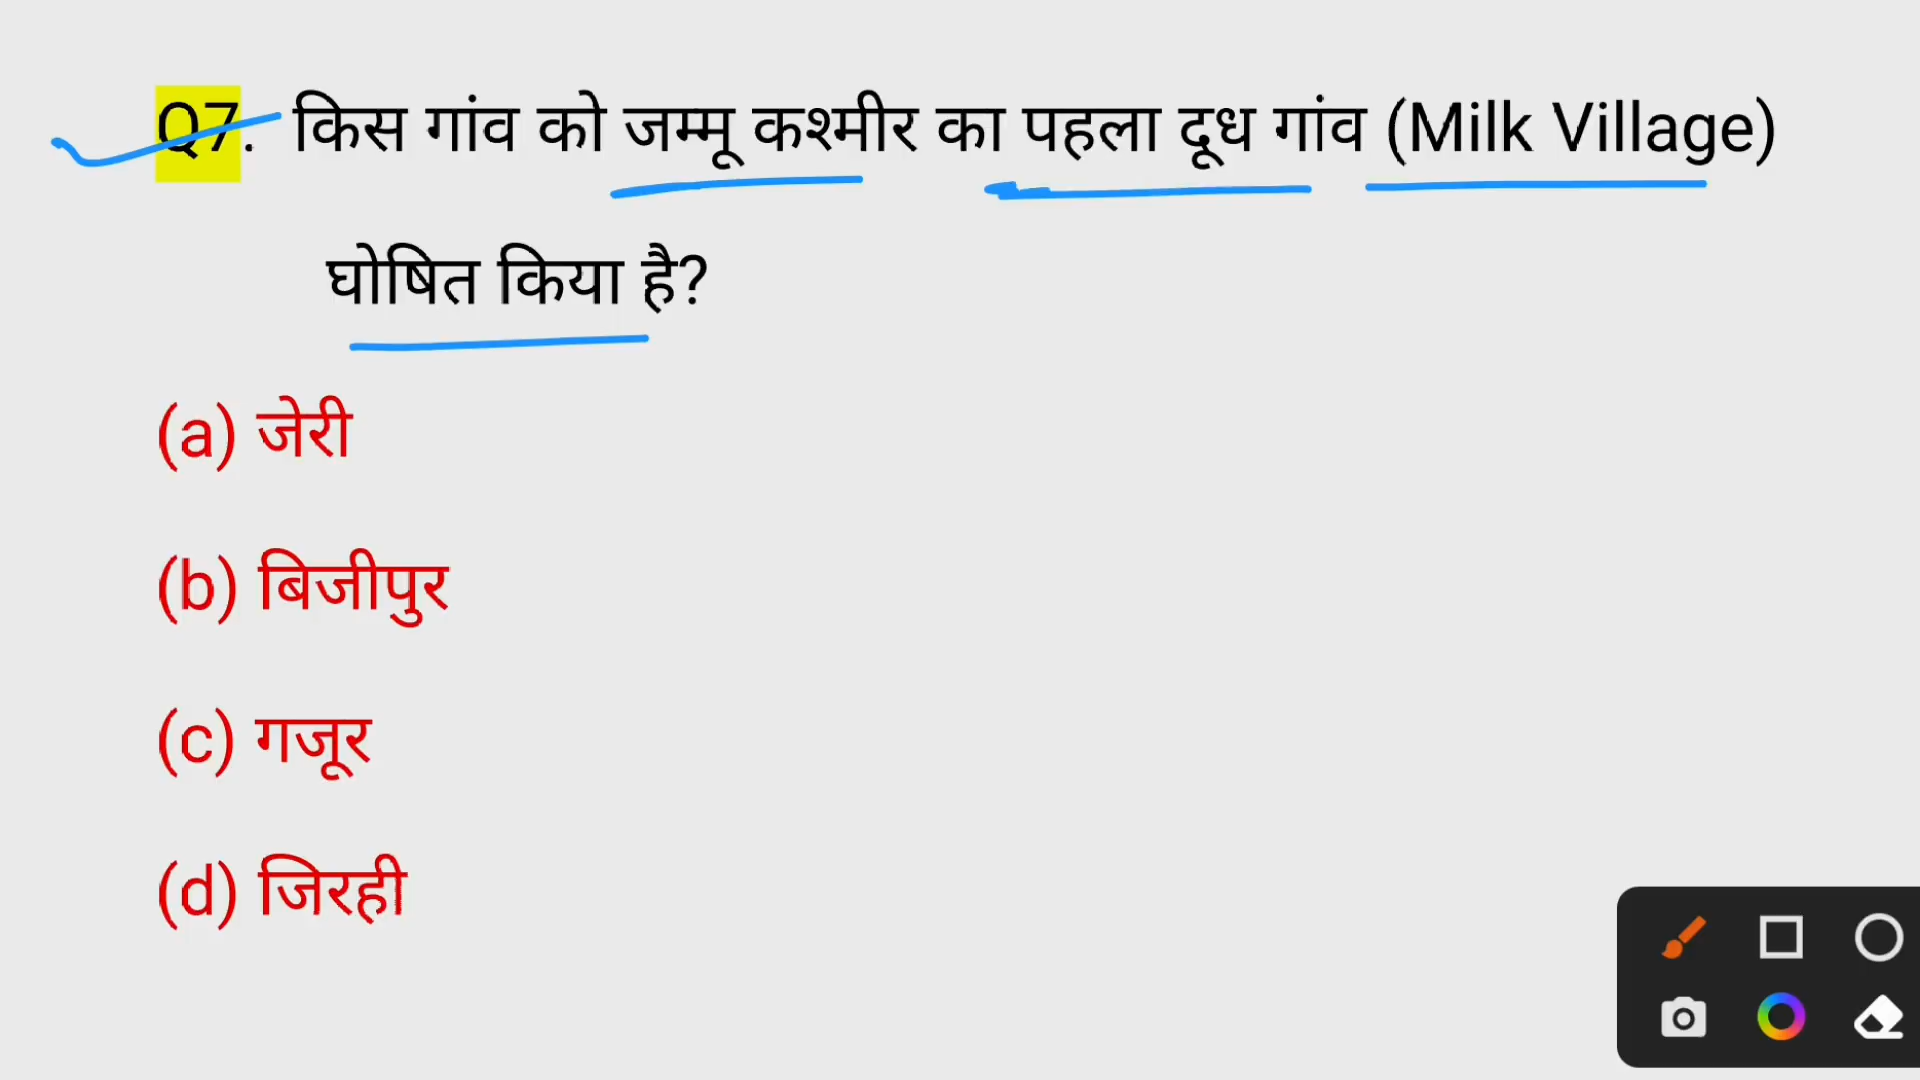 Q7. किस गांव को जम्मू कश्मीर का पहला दूध गांव (Milk Village)
घोषित किया है?
(a) जेरी
(b) बिजीपुर
(c) गजूर
(d) जिरही